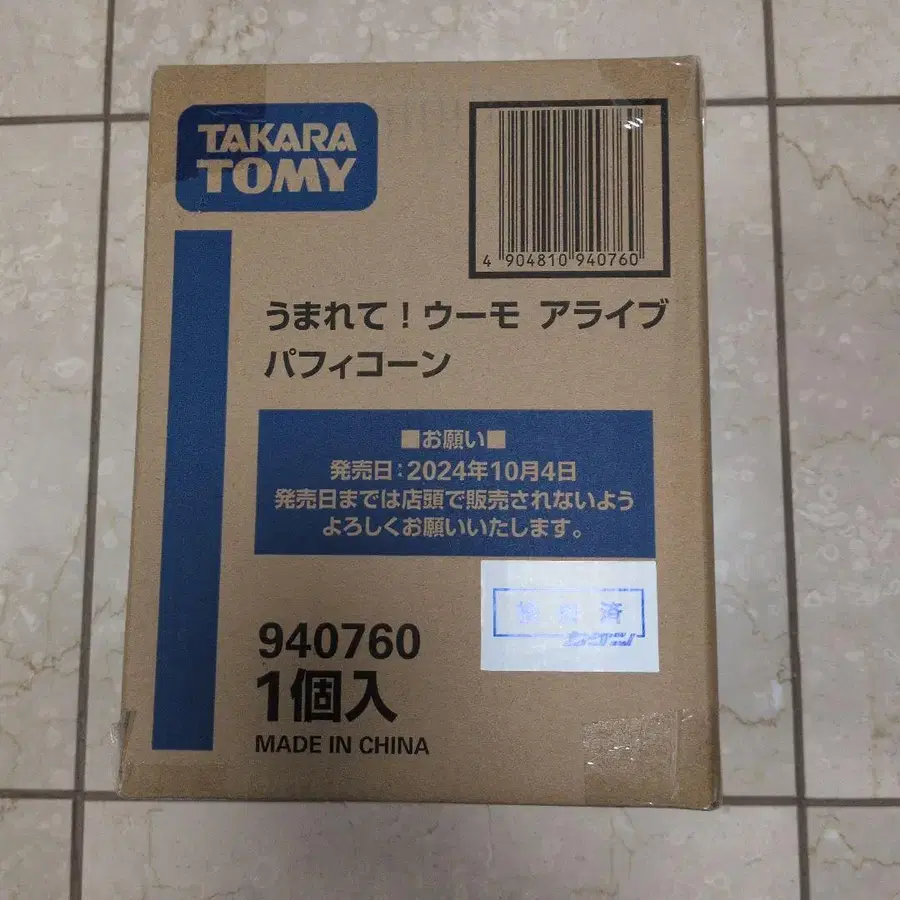 TAKARA
TOMY
4 904810 940760
うまれて！ウーモ アライブ
パフィコーン
■お願い■
発売日：2024年10月4日
発売日までは店頭で販売されないよう
よろしくお願いいたします。
済
940760
1個入
MADE IN CHINA